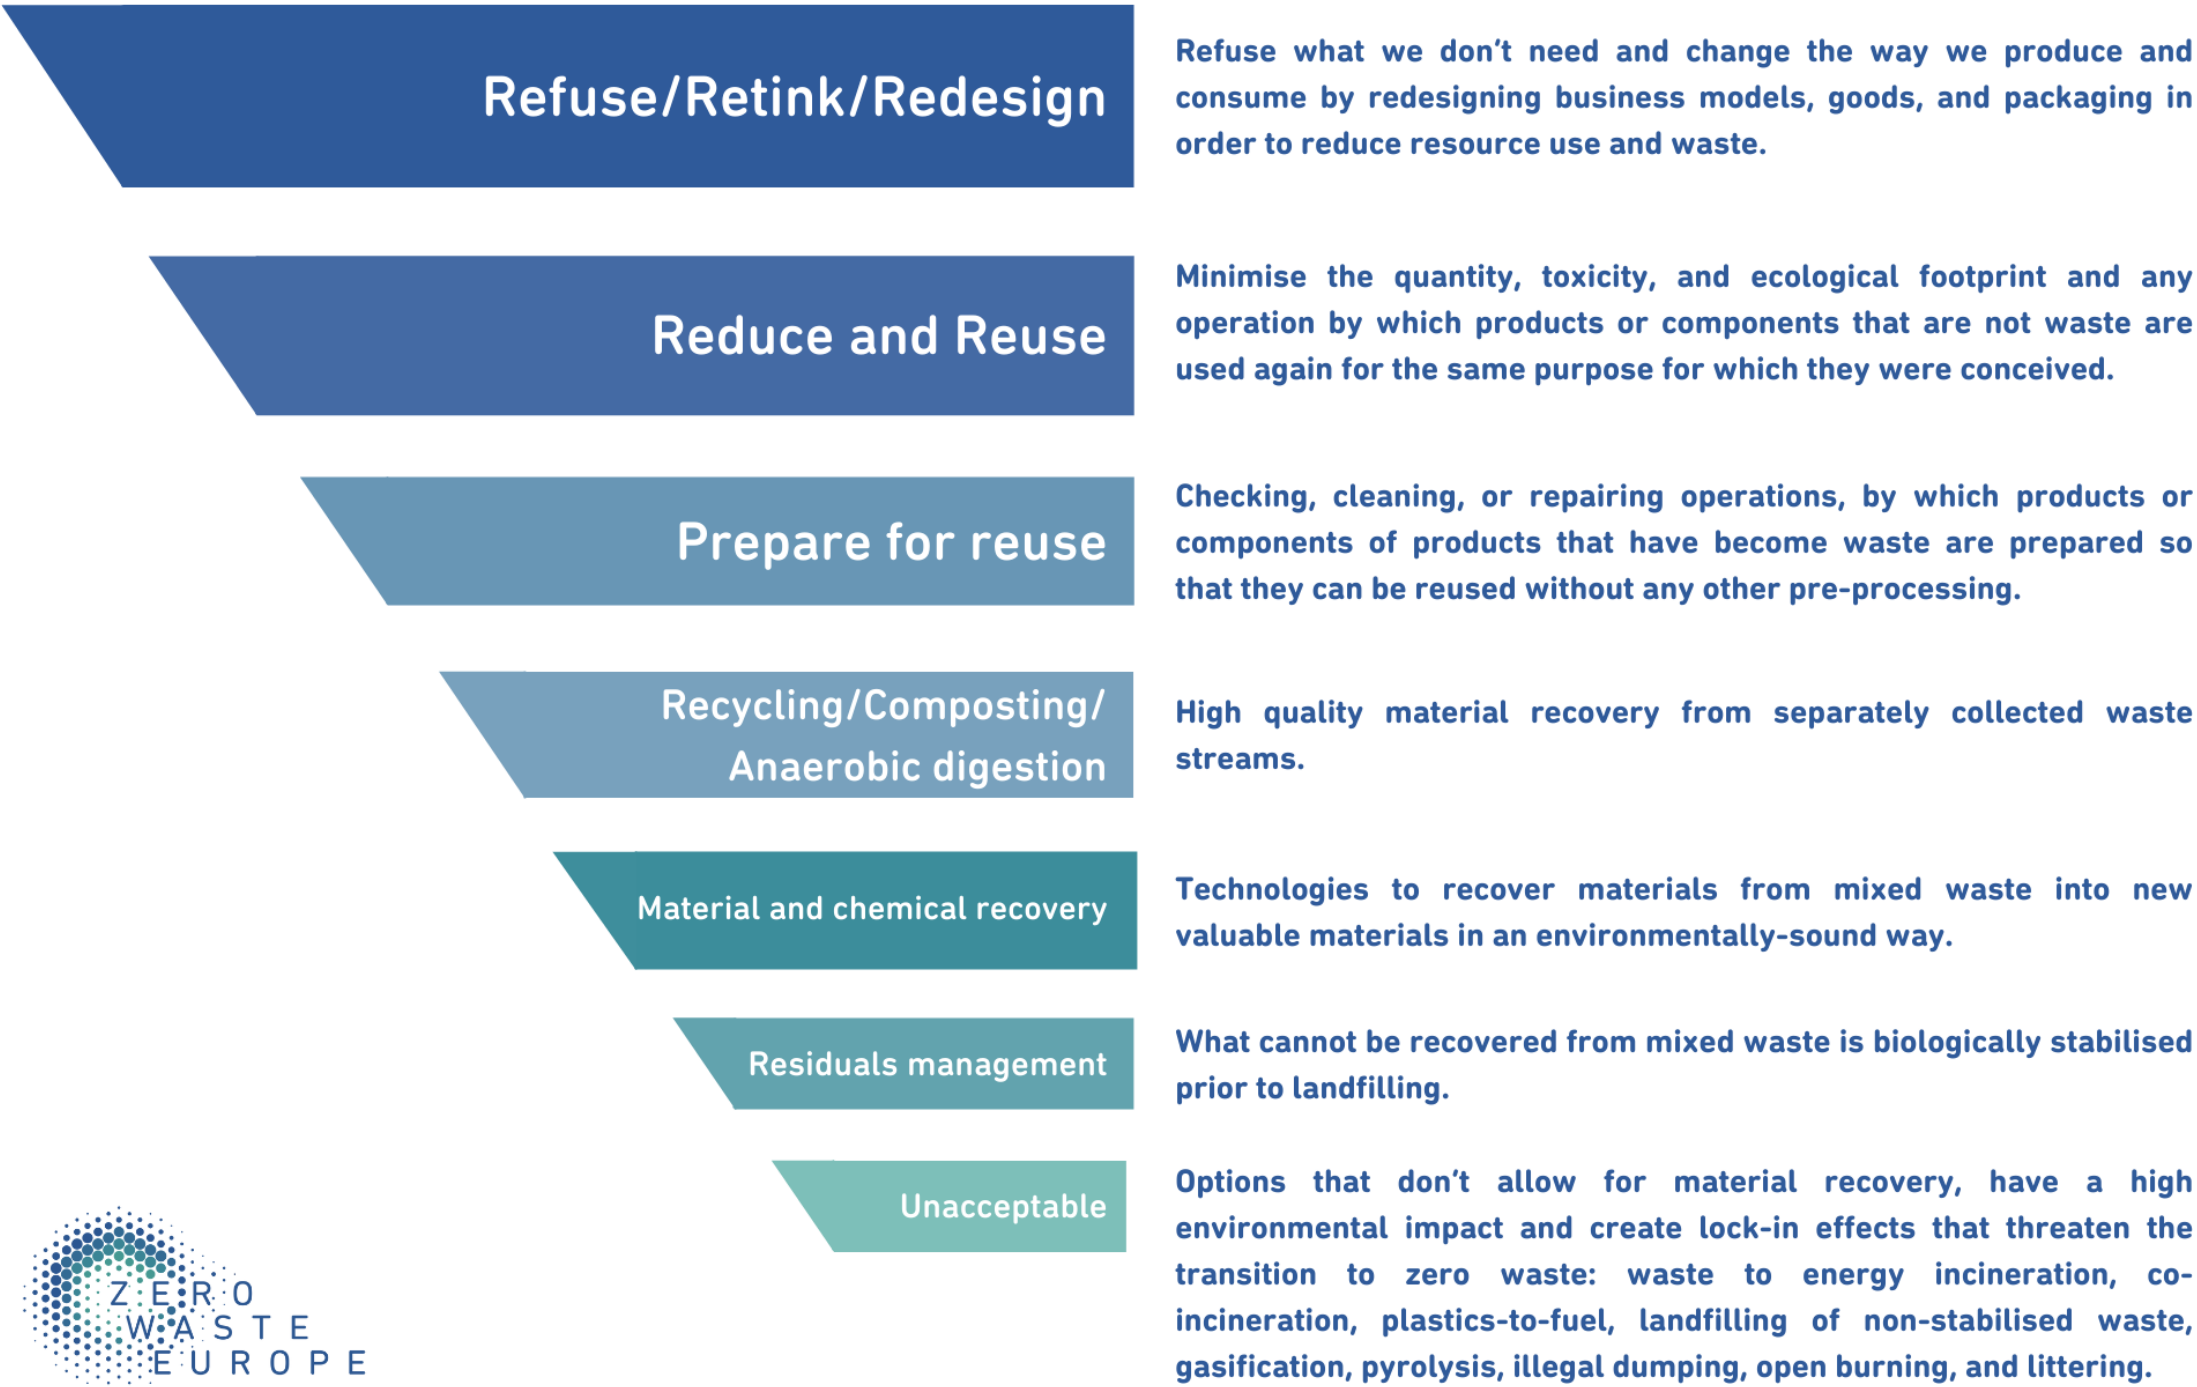 Refuse/Retink/Redesign
Refuse what we don't need and change the way we produce and
consume by redesigning business models, goods, and packaging in
order to reduce resource use and waste.
Reduce and Reuse
Minimise the quantity, toxicity, and ecological footprint and any
operation by which products or components that are not waste are
used again for the same purpose for which they were conceived.
Prepare for reuse
Checking, cleaning, or repairing operations, by which products or
components of products that have become waste are prepared so
that they can be reused without any other pre-processing.
Recycling/Composting/
Anaerobic digestion
High quality material recovery from separately collected waste
streams.
Material and chemical recovery
Technologies to recover materials from mixed waste into new
valuable materials in an environmentally-sound way.
Residuals management
What cannot be recovered from mixed waste is biologically stabilised
prior to landfilling.
Unacceptable
Options that don't allow for material recovery, have a high
environmental impact and create lock-in effects that threaten the
transition to zero waste: waste to energy incineration, co-
incineration, plastics-to-fuel, landfilling of non-stabilised waste,
gasification, pyrolysis, illegal dumping, open burning, and littering.
ZERO
WASTE
EUROPE